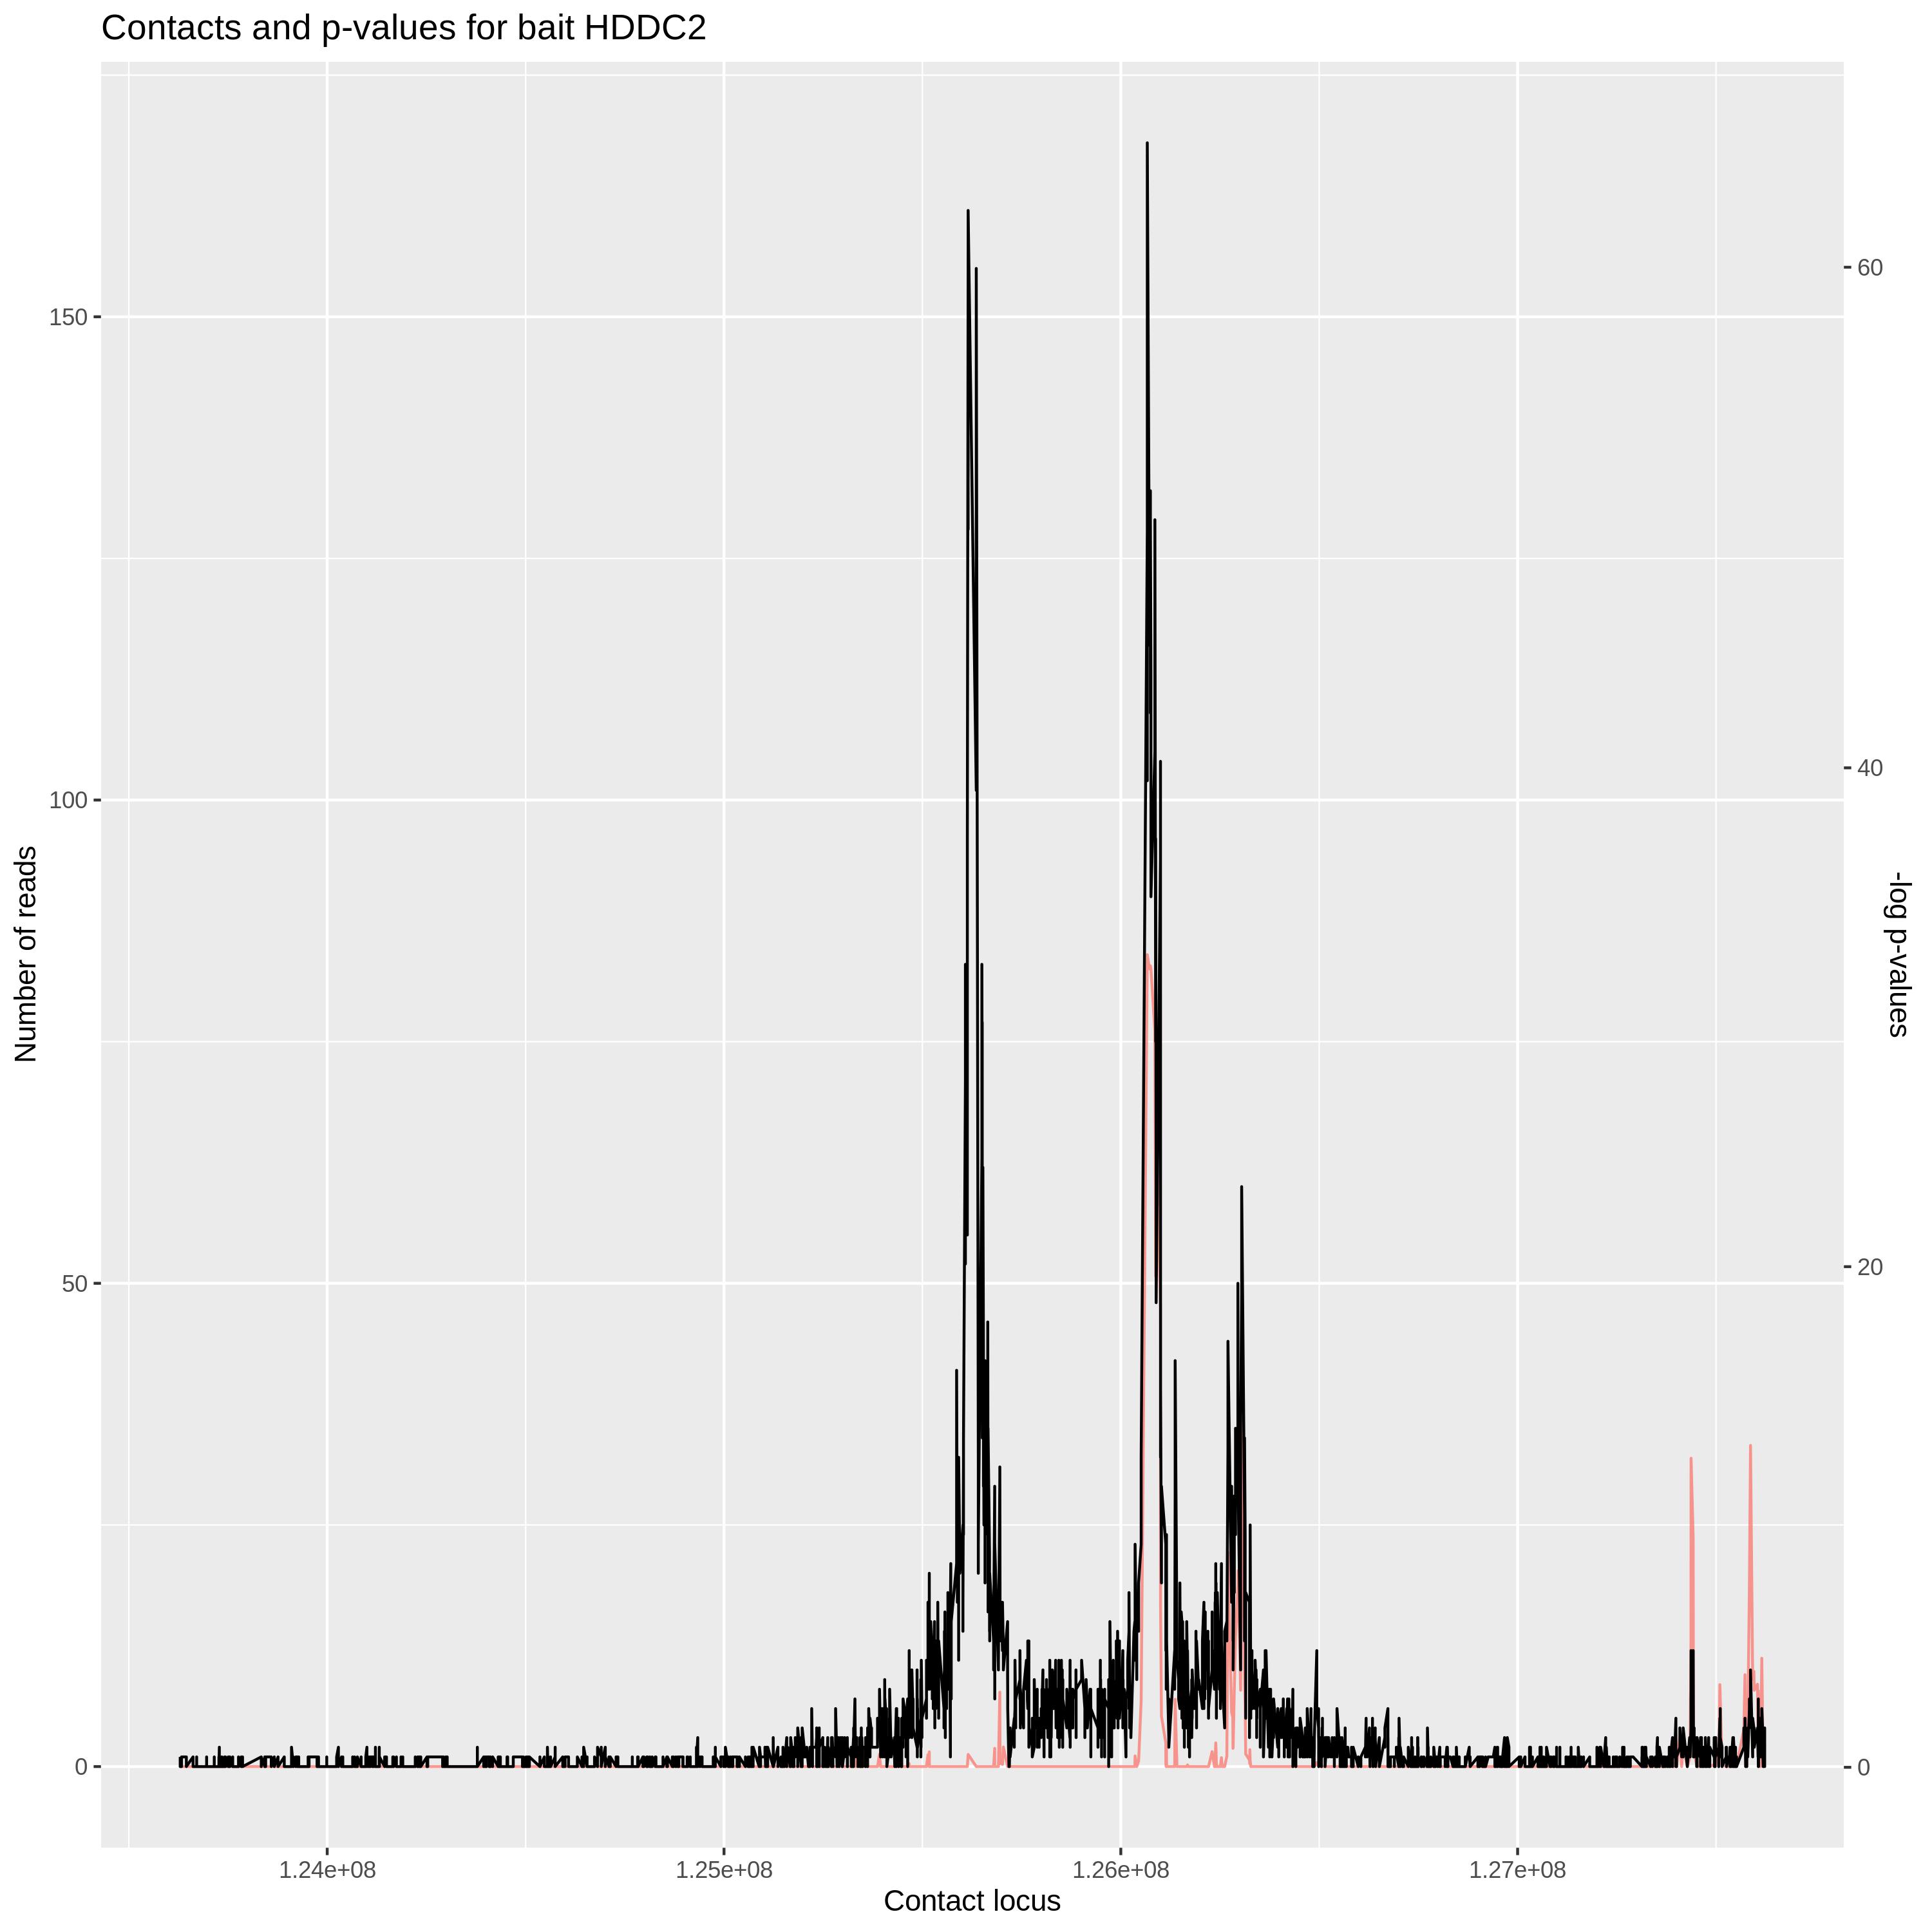 Contacts and p-values for bait HDDC2
150
100
50
0
60
40
20
0
Number of reads
-log p-values
1.24e+08
1.25e+08
1.26e+08
1.27e+08
Contact locus